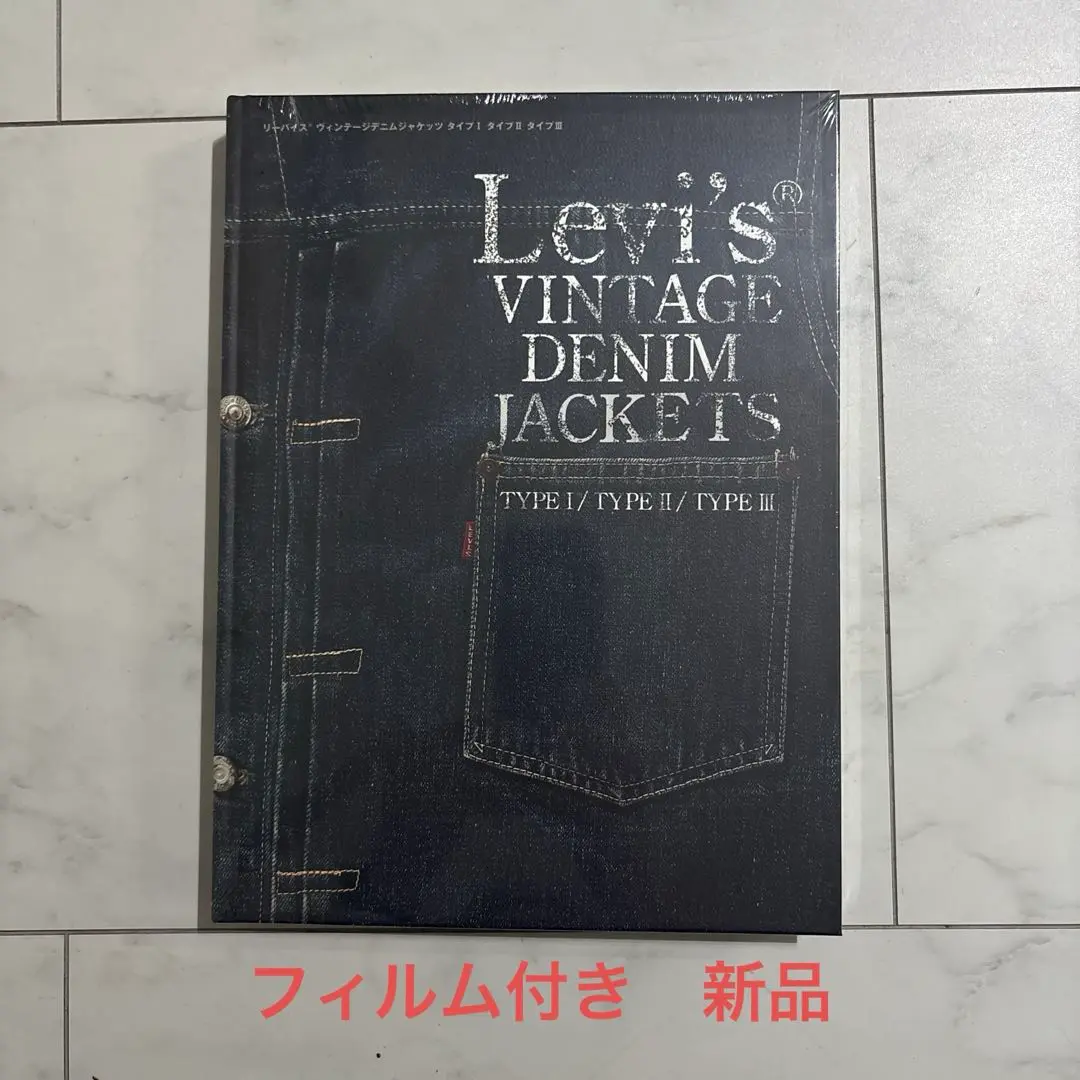 リーバイス® ヴィンテージデニムジャケッツ タイプⅠ タイプⅡ タイプⅢ
Levi's®
VINTAGE
DENIM
JACKETS
TYPE Ⅰ / TYPE Ⅱ / TYPE Ⅲ
LEVI'S
フィルム付き　新品